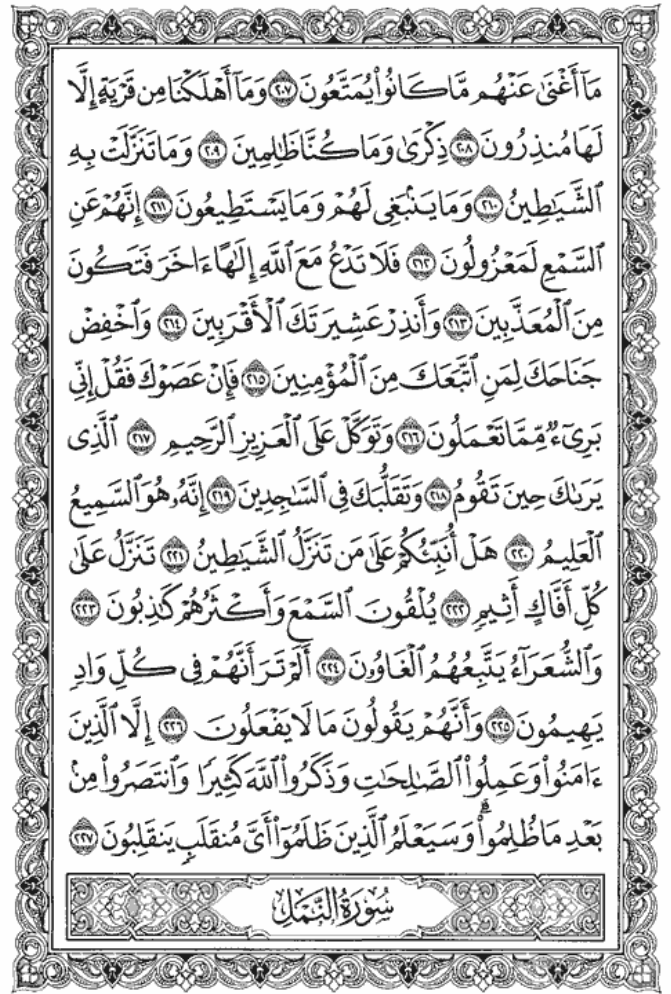 مَآ أَغْنَىٰ عَنْهُم مَّا كَانُوا۟ يُمَتَّعُونَ ٢٠٧ وَمَآ أَهْلَكْنَا مِن قَرْيَةٍ إِلَّا
لَهَا مُنذِرُونَ ٢٠٨ ذِكْرَىٰ وَمَا كُنَّا ظَٰلِمِينَ ٢٠٩ وَمَا تَنَزَّلَتْ بِهِ
ٱلشَّيَٰطِينُ ٢١٠ وَمَا يَنۢبَغِى لَهُمْ وَمَا يَسْتَطِيعُونَ ٢١١ إِنَّهُمْ عَنِ
ٱلسَّمْعِ لَمَعْزُولُونَ ٢١٢ فَلَا تَدْعُ مَعَ ٱللَّهِ إِلَٰهًا ءَاخَرَ فَتَكُونَ
مِنَ ٱلْمُعَذَّبِينَ ٢١٣ وَأَنذِرْ عَشِيرَتَكَ ٱلْأَقْرَبِينَ ٢١٤ وَٱخْفِضْ
جَنَاحَكَ لِمَنِ ٱتَّبَعَكَ مِنَ ٱلْمُؤْمِنِينَ ٢١٥ فَإِنْ عَصَوْكَ فَقُلْ إِنِّى
بَرِىٓءٌ مِّمَّا تَعْمَلُونَ ٢١٦ وَتَوَكَّلْ عَلَى ٱلْعَزِيزِ ٱلرَّحِيمِ ٢١٧ ٱلَّذِى
يَرَىٰكَ حِينَ تَقُومُ ٢١٨ وَتَقَلُّبَكَ فِى ٱلسَّٰجِدِينَ ٢١٩ إِنَّهُۥ هُوَ ٱلسَّمِيعُ
ٱلْعَلِيمُ ٢٢٠ هَلْ أُنَبِّئُكُمْ عَلَىٰ مَن تَنَزَّلُ ٱلشَّيَٰطِينُ ٢٢١ تَنَزَّلُ عَلَىٰ
كُلِّ أَفَّاكٍ أَثِيمٍ ٢٢٢ يُلْقُونَ ٱلسَّمْعَ وَأَكْثَرُهُمْ كَٰذِبُونَ ٢٢٣
وَٱلشُّعَرَآءُ يَتَّبِعُهُمُ ٱلْغَاوُۥنَ ٢٢٤ أَلَمْ تَرَ أَنَّهُمْ فِى كُلِّ وَادٍ
يَهِيمُونَ ٢٢٥ وَأَنَّهُمْ يَقُولُونَ مَا لَا يَفْعَلُونَ ٢٢٦ إِلَّا ٱلَّذِينَ
ءَامَنُوا۟ وَعَمِلُوا۟ ٱلصَّٰلِحَٰتِ وَذَكَرُوا۟ ٱللَّهَ كَثِيرًا وَٱنتَصَرُوا۟ مِنۢ
بَعْدِ مَا ظُلِمُوا۟ ۗ وَسَيَعْلَمُ ٱلَّذِينَ ظَلَمُوٓا۟ أَىَّ مُنقَلَبٍ يَنقَلِبُونَ ٢٢٧
سُورَةُ النَّمْلِ